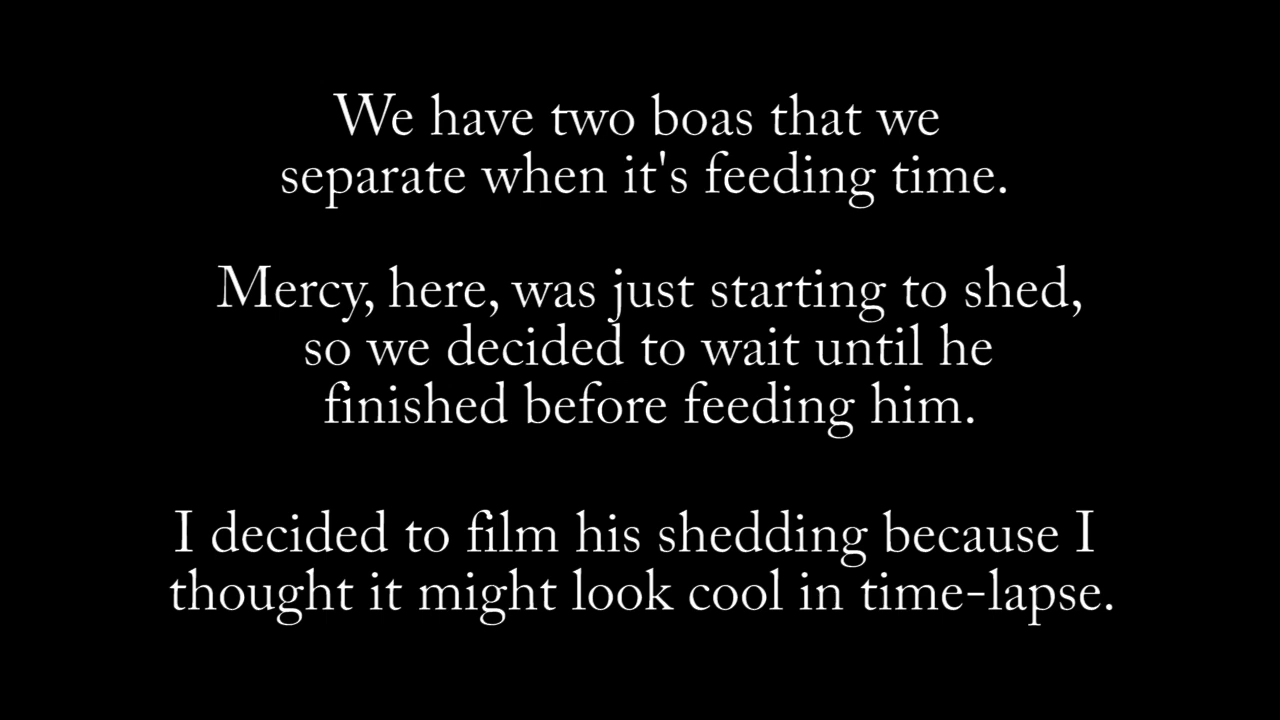 We have two boas that we
separate when it's feeding time.
Mercy, here, was just starting to shed,
so we decided to wait until he
finished before feeding him.
I decided to film his shedding because I
thought it might look cool in time-lapse.